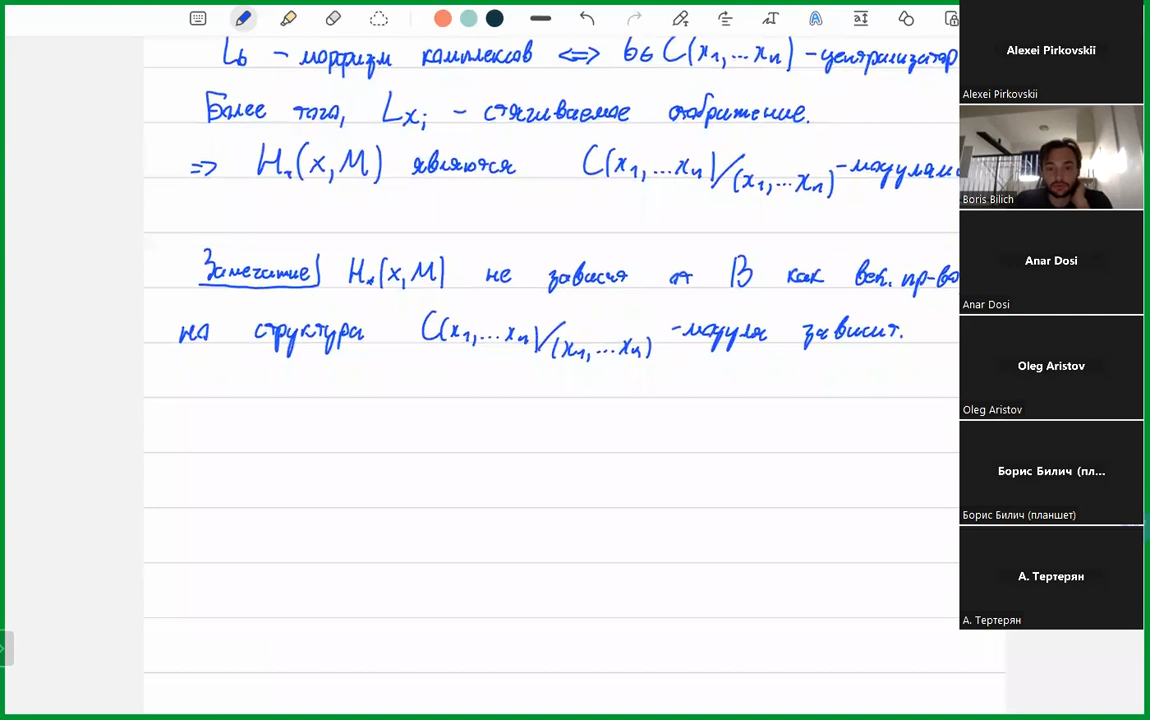 L_b - морфизм комплексов <=> b∈ C(x_1,...x_n) - централизатор
Более того, L_{x_i} - стягиваемое отображение.
=> H_*(x,M) являются C(x_1,...x_n)/(x_1,...x_n) -модулями
Замечание H_*(x,M) не зависит от B как век. пр-во
но структура C(x_1,...x_n)/(x_1,...x_n) -модуля зависит.
Alexei Pirkovskii
Alexei Pirkovskii
Boris Bilich
Anar Dosi
Anar Dosi
Oleg Aristov
Oleg Aristov
Борис Билич (пл...
Борис Билич (планшет)
А. Тертерян
А. Тертерян